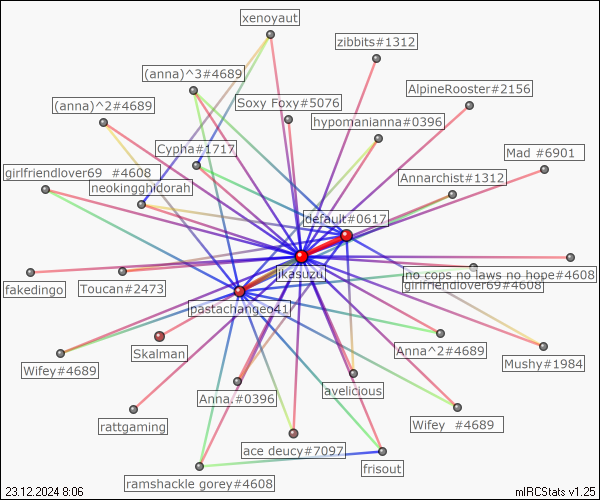 xenoyaut
zibbits#1312
(anna)^3#4689
AlpineRooster#2156
(anna)^2#4689
Soxy Foxy#5076
hypomanianna#0396
Cypha#1717
Mad #6901
girlfriendlover69 #4608
Annarchist#1312
neokingghidorah
default#0617
ikasuzu
no cops no laws no hope#4608
fakedingo
Toucan#2473
girlfriendlover69#4608
pastachangeo41
Skalman
Anna^2#4689
Wifey#4689
Mushy#1984
Anna.#0396
avelicious
rattgaming
Wifey #4689
ace deucy#7097
frisout
ramshackle gorey#4608
23.12.2024 8:06
mIRCStats v1.25